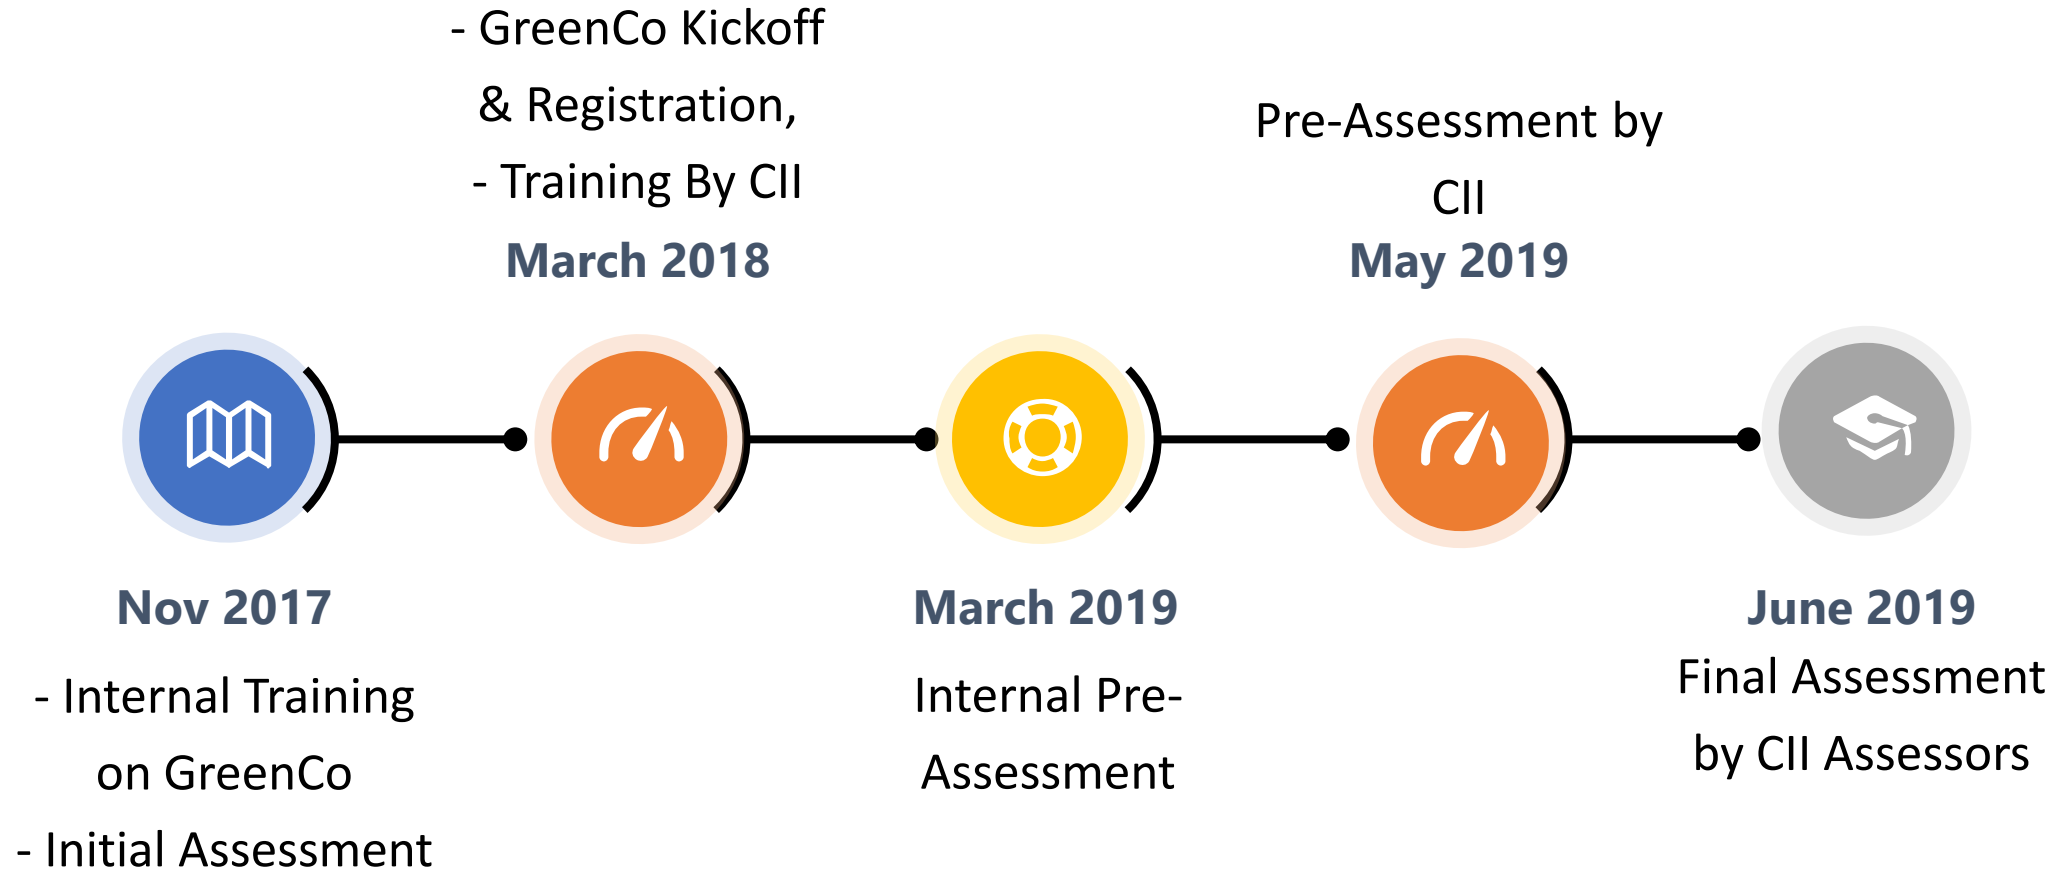 - Internal Training
on GreenCo
- Initial Assessment
Nov 2017
- GreenCo Kickoff
& Registration,
- Training By CII
March 2018
March 2019
Internal Pre-
Assessment
Pre-Assessment by
CII
May 2019
June 2019
Final Assessment
by CII Assessors